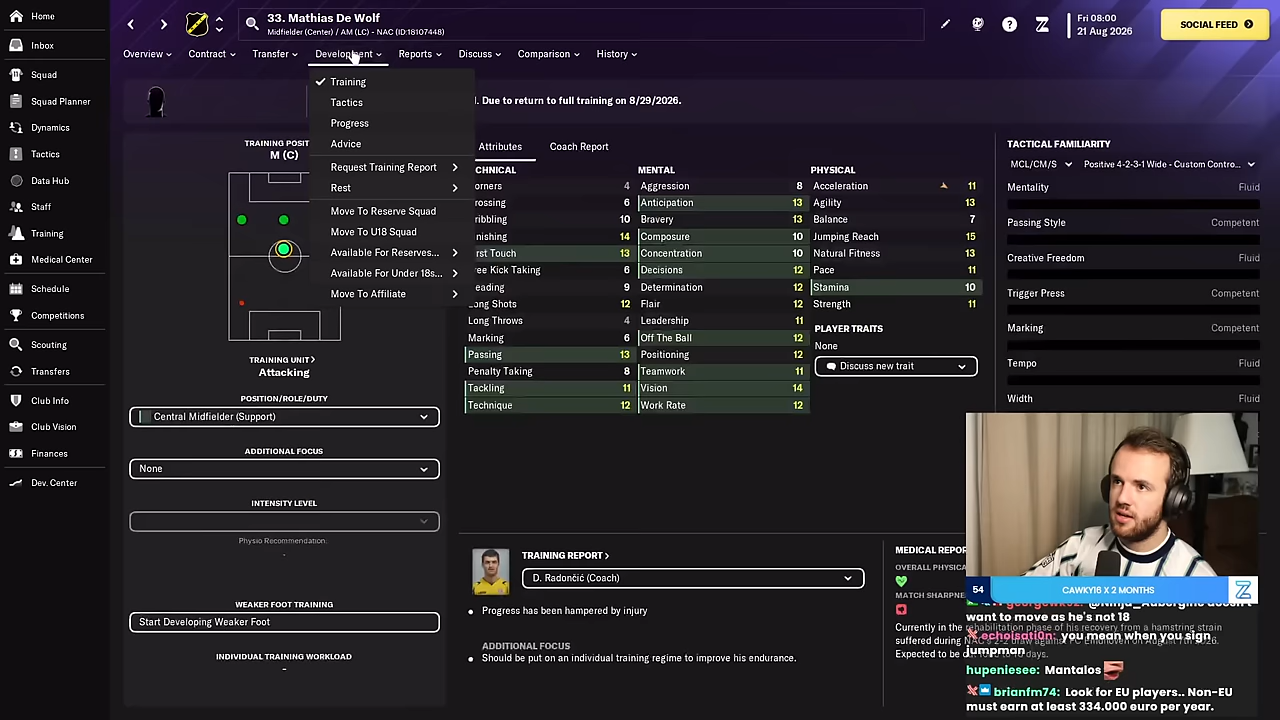 Home
Inbox
Squad
Squad Planner
Dynamics
Tactics
Data Hub
Staff
Training
Medical Center
Schedule
Competitions
Scouting
Transfers
Club Info
Club Vision
Finances
Dev. Center
33. Mathias De Wolf
Midfielder (Center) / AM (LC) - NAC (ID:18107448)
Fri 08:00
21 Aug 2026
SOCIAL FEED
Overview
Contract
Transfer
Development
Reports
Discuss
Comparison
History
Training
Tactics
Progress
Advice
Request Training Report
Rest
Move To Reserve Squad
Move To U18 Squad
Available For Reserves...
Available For Under 18s...
Move To Affiliate
Due to return to full training on 8/29/2026.
TRAINING POSIT
M (C)
TRAINING UNIT
Attacking
POSITION/ROLE/DUTY
Central Midfielder (Support)
ADDITIONAL FOCUS
None
INTENSITY LEVEL
Physio Recommendation:
-
WEAKER FOOT TRAINING
Start Developing Weaker Foot
INDIVIDUAL TRAINING WORKLOAD
-
Attributes
Coach Report
CHNICAL
orners 4
rossing 6
ribbling 10
nishing 14
rst Touch 13
ree Kick Taking 6
eading 9
ong Shots 12
Long Throws 4
Marking 6
Passing 13
Penalty Taking 8
Tackling 11
Technique 12
MENTAL
Aggression 8
Anticipation 13
Bravery 13
Composure 10
Concentration 10
Decisions 12
Determination 12
Flair 12
Leadership 11
Off The Ball 12
Positioning 12
Teamwork 11
Vision 14
Work Rate 12
PHYSICAL
Acceleration 11
Agility 13
Balance 7
Jumping Reach 15
Natural Fitness 13
Pace 11
Stamina 10
Strength 11
PLAYER TRAITS
None
Discuss new trait
TACTICAL FAMILIARITY
MCL/CM/S
Positive 4-2-3-1 Wide - Custom Contro...
Mentality Fluid
Passing Style Competent
Creative Freedom Fluid
Trigger Press Competent
Marking Competent
Tempo Fluid
Width Fluid
TRAINING REPORT
D. Radončić (Coach)
Progress has been hampered by injury
ADDITIONAL FOCUS
Should be put on an individual training regime to improve his endurance.
MEDICAL REPOR
OVERALL PHYSICA
MATCH SHARPNE
Currently in the rehabilitation phase of his recovery from a hamstring strain
54
CAWKY16 X 2 MONTHS
want to move as he's not 18
echoisati0n: you mean when you sign
jumpman
hupeniesee: Mantalos
brianfm74: Look for EU players.. Non-EU
must earn at least 334.000 euro per year.